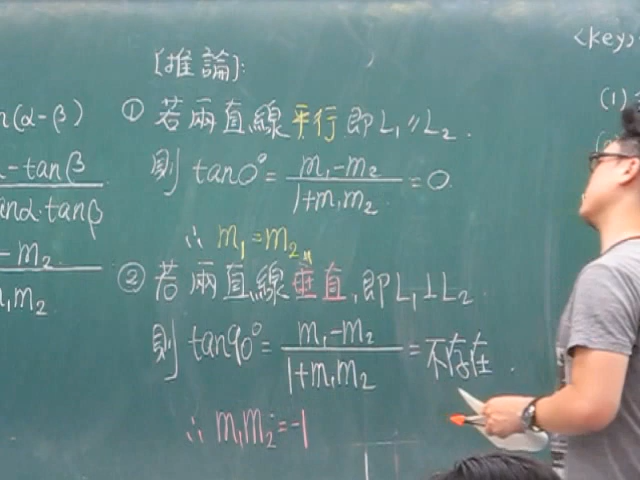 n(α-β)
-tanβ
anα·tanβ
-m₂
m₁m₂
[推論]:
① 若兩直線平行即L₁//L₂.
則 tan0°=(m₁-m₂)/(1+m₁m₂)=0.
∴ m₁=m₂
② 若兩直線垂直,即L₁⊥L₂
則 tan90°=(m₁-m₂)/(1+m₁m₂)=不存在.
∴ m₁m₂=-1
<key>
(1)